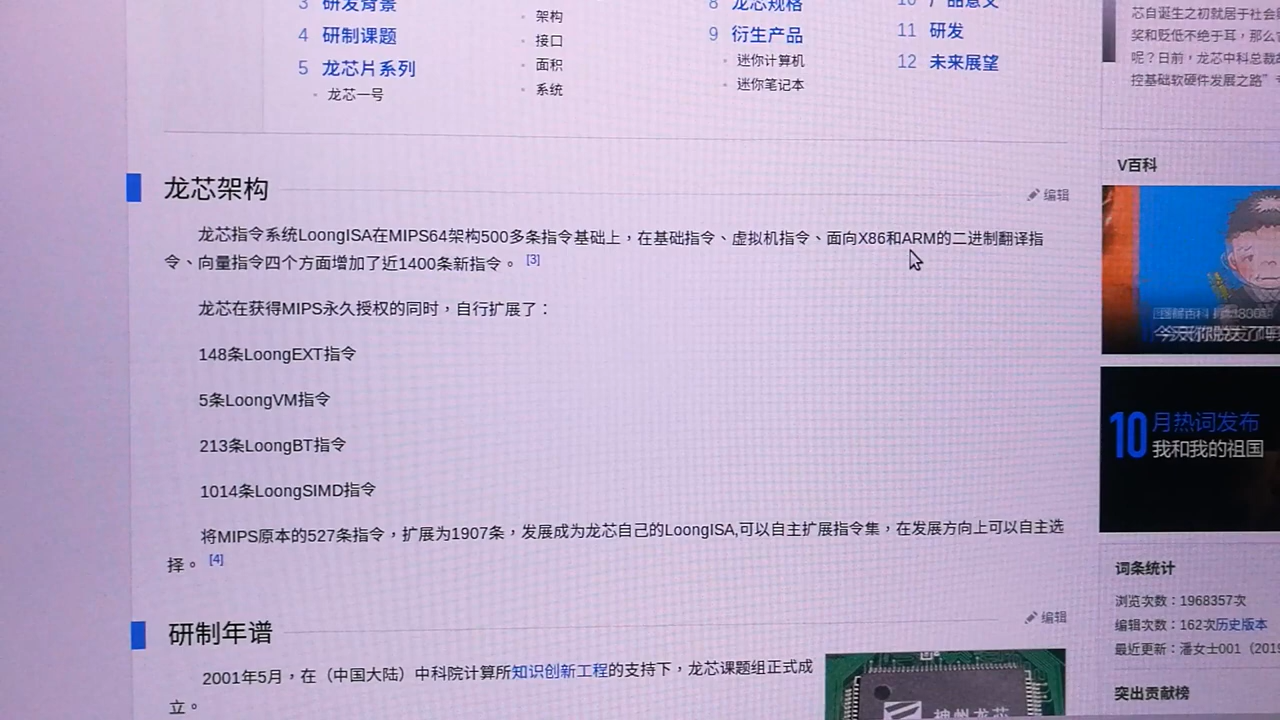 3 研发背景
4 研制课题
5 龙芯片系列
龙芯一号
架构
接口
面积
系统
8 龙芯规格
9 衍生产品
迷你计算机
迷你笔记本
10 产品意义
11 研发
12 未来展望
龙芯架构
编辑
龙芯指令系统LoongISA在MIPS64架构500多条指令基础上，在基础指令、虚拟机指令、面向X86和ARM的二进制翻译指
令、向量指令四个方面增加了近1400条新指令。 [3]
龙芯在获得MIPS永久授权的同时，自行扩展了：
148条LoongEXT指令
5条LoongVM指令
213条LoongBT指令
1014条LoongSIMD指令
将MIPS原本的527条指令，扩展为1907条，发展成为龙芯自己的LoongISA,可以自主扩展指令集，在发展方向上可以自主选
择。 [4]
研制年谱
编辑
2001年5月，在（中国大陆）中科院计算所知识创新工程的支持下，龙芯课题组正式成
立。
神州龙芯
芯自诞生之初就居于社会
奖和贬低不绝于耳，那么
呢？日前，龙芯中科总裁
控基础软硬件发展之路”
V百科
10月热词发布
我和我的祖国
词条统计
浏览次数：1968357次
编辑次数：162次历史版本
最近更新：潘女士001（201
突出贡献榜